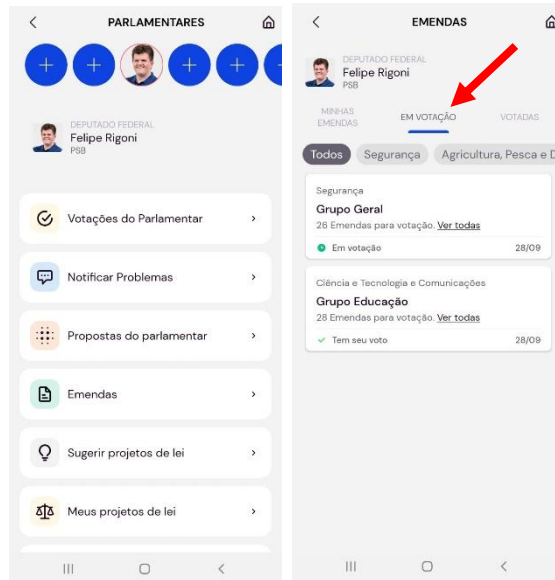 PARLAMENTARES
DEPUTADO FEDERAL
Felipe Rigoni
PSB
Votações do Parlamentar
Notificar Problemas
Propostas do parlamentar
Emendas
Sugerir projetos de lei
Meus projetos de lei
EMENDAS
DEPUTADO FEDERAL
Felipe Rigoni
PSB
MINHAS EMENDAS
EM VOTAÇÃO
VOTADAS
Todos Segurança Agricultura, Pesca e D
Segurança
Grupo Geral
26 Emendas para votação. Ver todas
Em votação 28/09
Ciência e Tecnologia e Comunicações
Grupo Educação
28 Emendas para votação. Ver todas
Tem seu voto 28/09